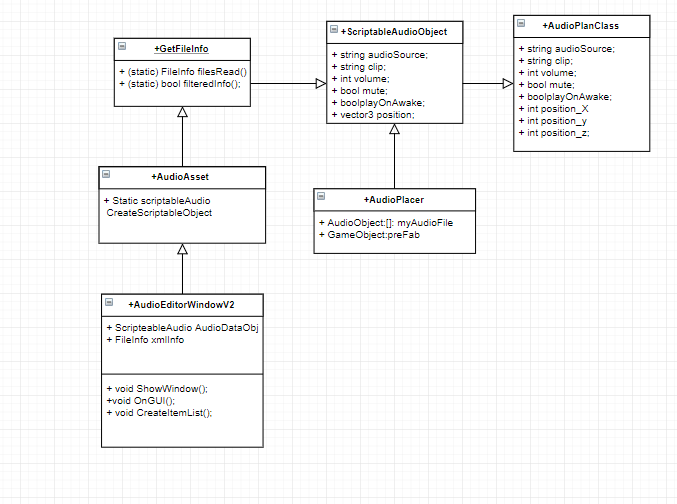 +GetFileInfo
+ (static) FileInfo filesRead()
+ (static) bool filteredInfo();
+ScriptableAudioObject
+ string audioSource;
+ string clip;
+ int volume;
+ bool mute;
+ boolplayOnAwake;
+ vector3 position;
+AudioPlanClass
+ string audioSource;
+ string clip;
+ int volume;
+ bool mute;
+ boolplayOnAwake;
+ int position_X
+ int position_y
+ int position_z;
+AudioAsset
+ Static scriptableAudio
CreateScriptableObject
+AudioPlacer
+ AudioObject:[]: myAudioFile
+ GameObject:preFab
+AudioEditorWindowV2
+ ScripteableAudio AudioDataObj
+ FileInfo xmlInfo
+ void ShowWindow();
+void OnGUI();
+ void CreateItemList();